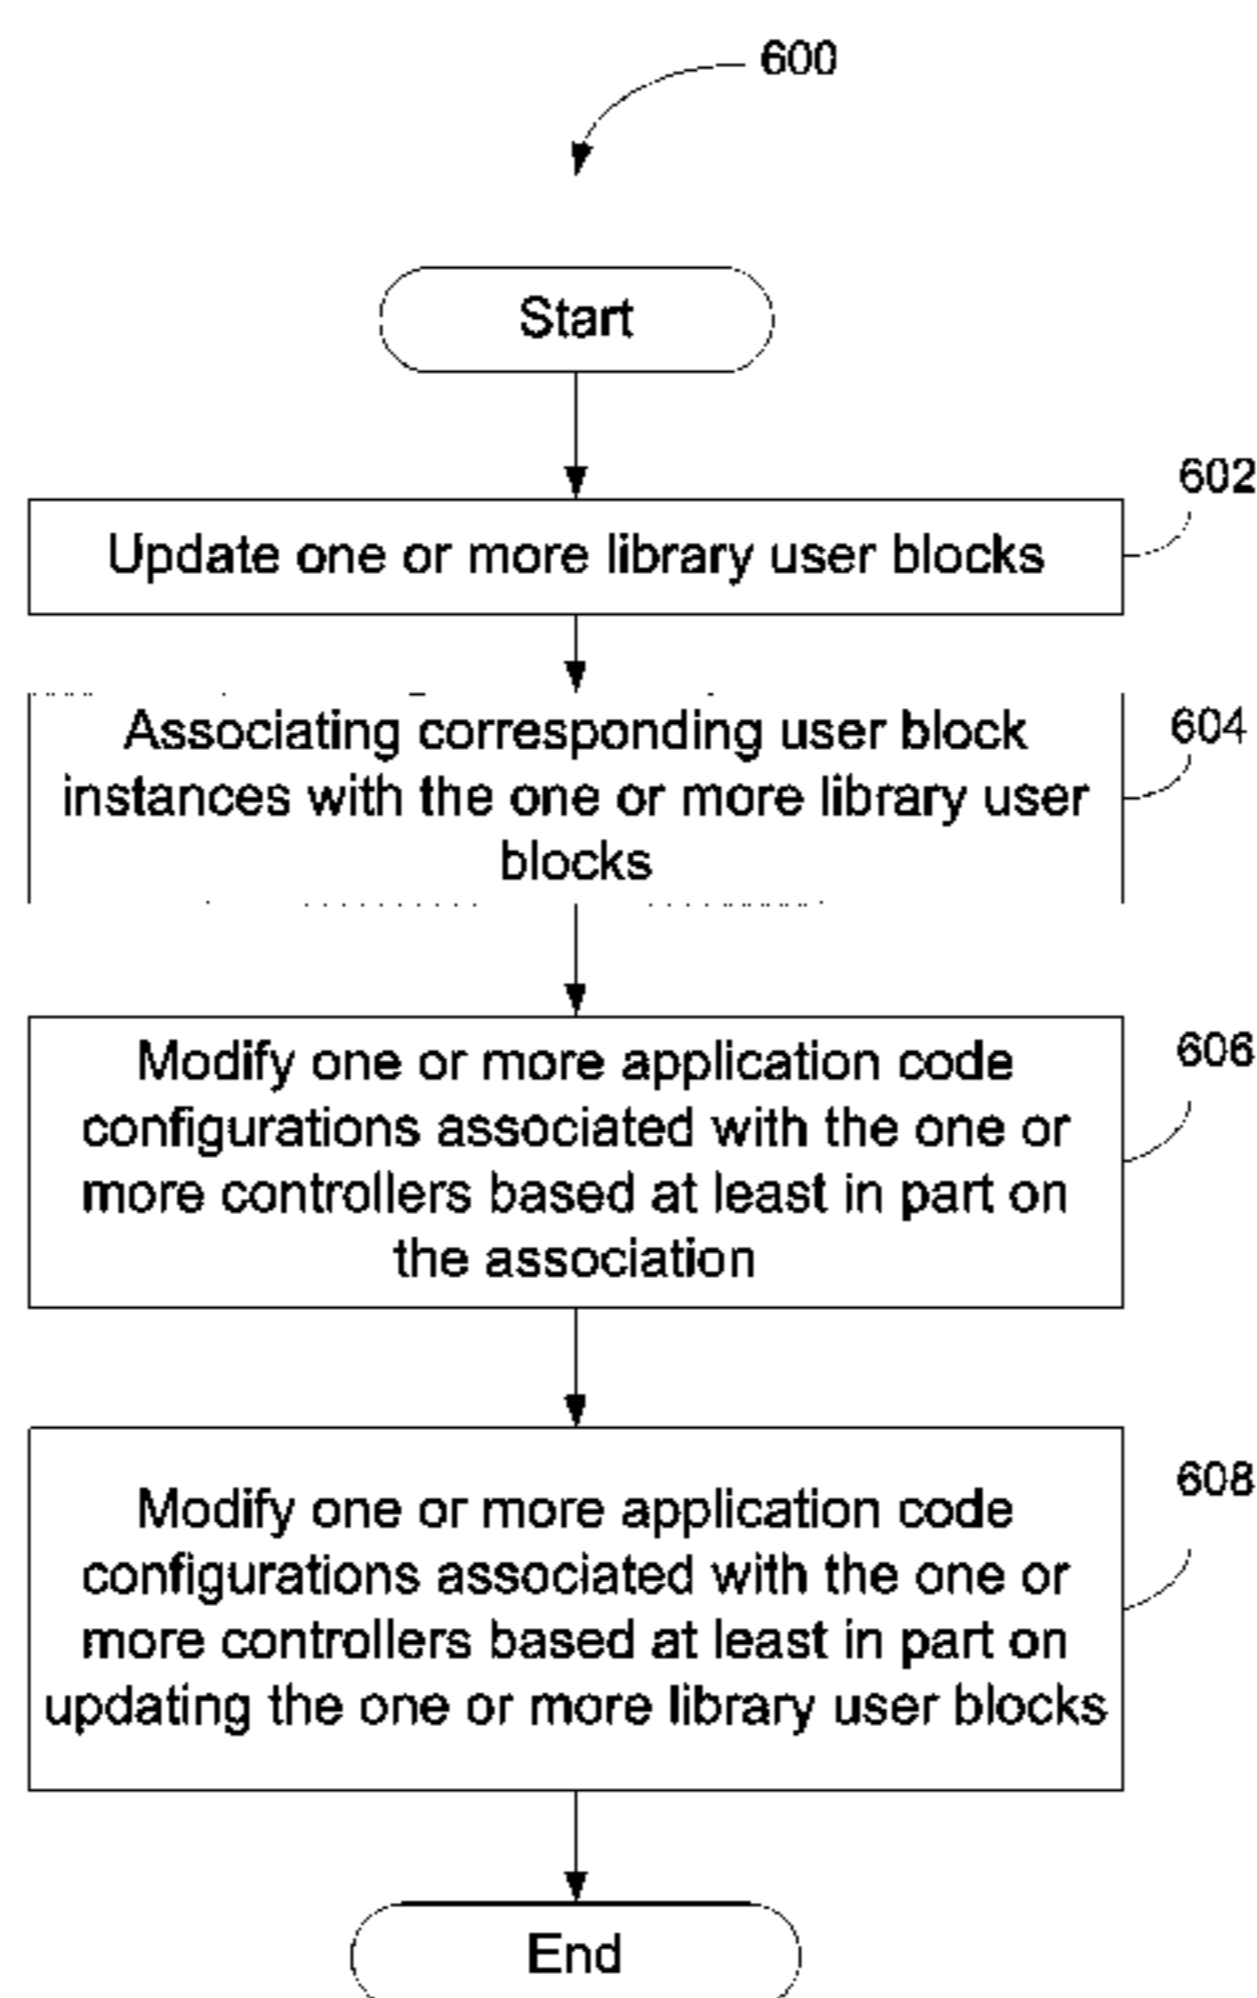 600
Start
602
Update one or more library user blocks
604
Associating corresponding user block
instances with the one or more library user
blocks
606
Modify one or more application code
configurations associated with the one or
more controllers based at least in part on
the association
608
Modify one or more application code
configurations associated with the one or
more controllers based at least in part on
updating the one or more library user blocks
End